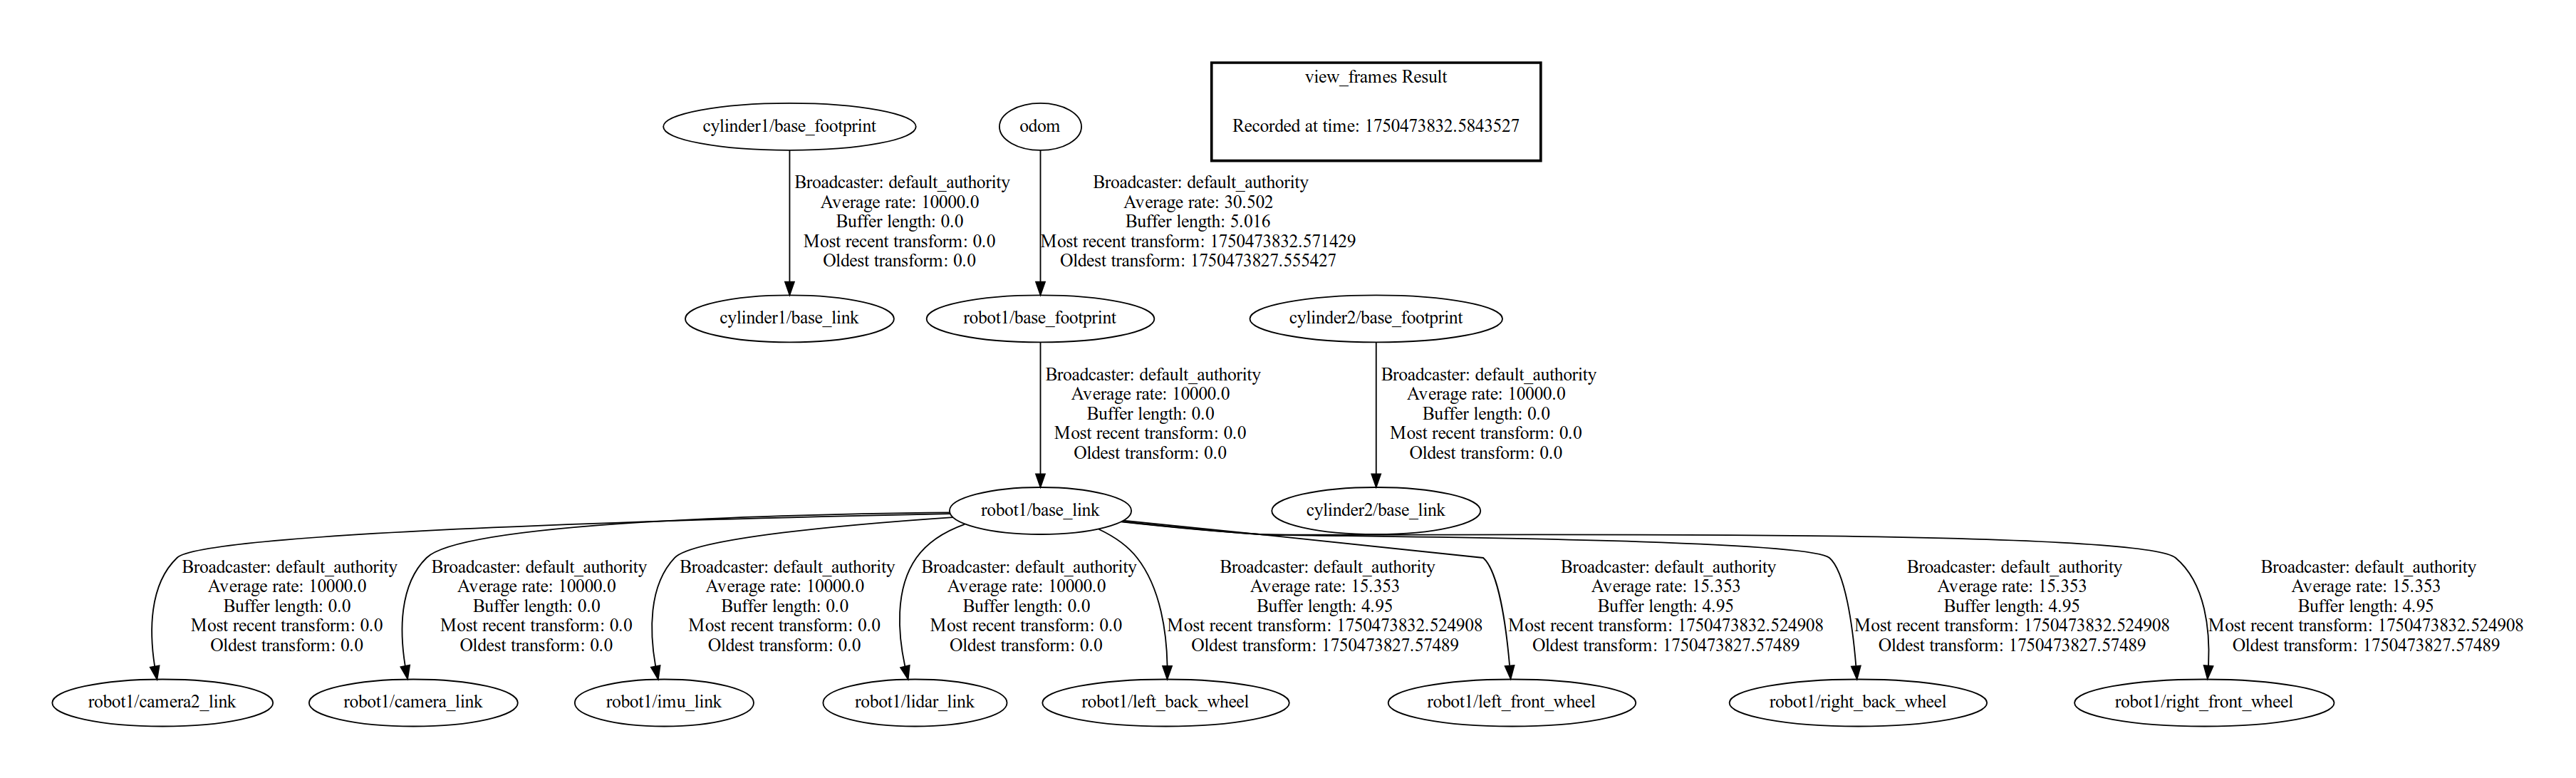 view_frames Result
Recorded at time: 1750473832.5843527
cylinder1/base_footprint
odom
Broadcaster: default_authority
Average rate: 10000.0
Buffer length: 0.0
Most recent transform: 0.0
Oldest transform: 0.0
Broadcaster: default_authority
Average rate: 30.502
Buffer length: 5.016
Most recent transform: 1750473832.571429
Oldest transform: 1750473827.555427
cylinder1/base_link
robot1/base_footprint
cylinder2/base_footprint
Broadcaster: default_authority
Average rate: 10000.0
Buffer length: 0.0
Most recent transform: 0.0
Oldest transform: 0.0
Broadcaster: default_authority
Average rate: 10000.0
Buffer length: 0.0
Most recent transform: 0.0
Oldest transform: 0.0
robot1/base_link
cylinder2/base_link
Broadcaster: default_authority
Average rate: 10000.0
Buffer length: 0.0
Most recent transform: 0.0
Oldest transform: 0.0
Broadcaster: default_authority
Average rate: 10000.0
Buffer length: 0.0
Most recent transform: 0.0
Oldest transform: 0.0
Broadcaster: default_authority
Average rate: 10000.0
Buffer length: 0.0
Most recent transform: 0.0
Oldest transform: 0.0
Broadcaster: default_authority
Average rate: 10000.0
Buffer length: 0.0
Most recent transform: 0.0
Oldest transform: 0.0
Broadcaster: default_authority
Average rate: 15.353
Buffer length: 4.95
Most recent transform: 1750473832.524908
Oldest transform: 1750473827.57489
Broadcaster: default_authority
Average rate: 15.353
Buffer length: 4.95
Most recent transform: 1750473832.524908
Oldest transform: 1750473827.57489
Broadcaster: default_authority
Average rate: 15.353
Buffer length: 4.95
Most recent transform: 1750473832.524908
Oldest transform: 1750473827.57489
Broadcaster: default_authority
Average rate: 15.353
Buffer length: 4.95
Most recent transform: 1750473832.524908
Oldest transform: 1750473827.57489
robot1/camera2_link
robot1/camera_link
robot1/imu_link
robot1/lidar_link
robot1/left_back_wheel
robot1/left_front_wheel
robot1/right_back_wheel
robot1/right_front_wheel